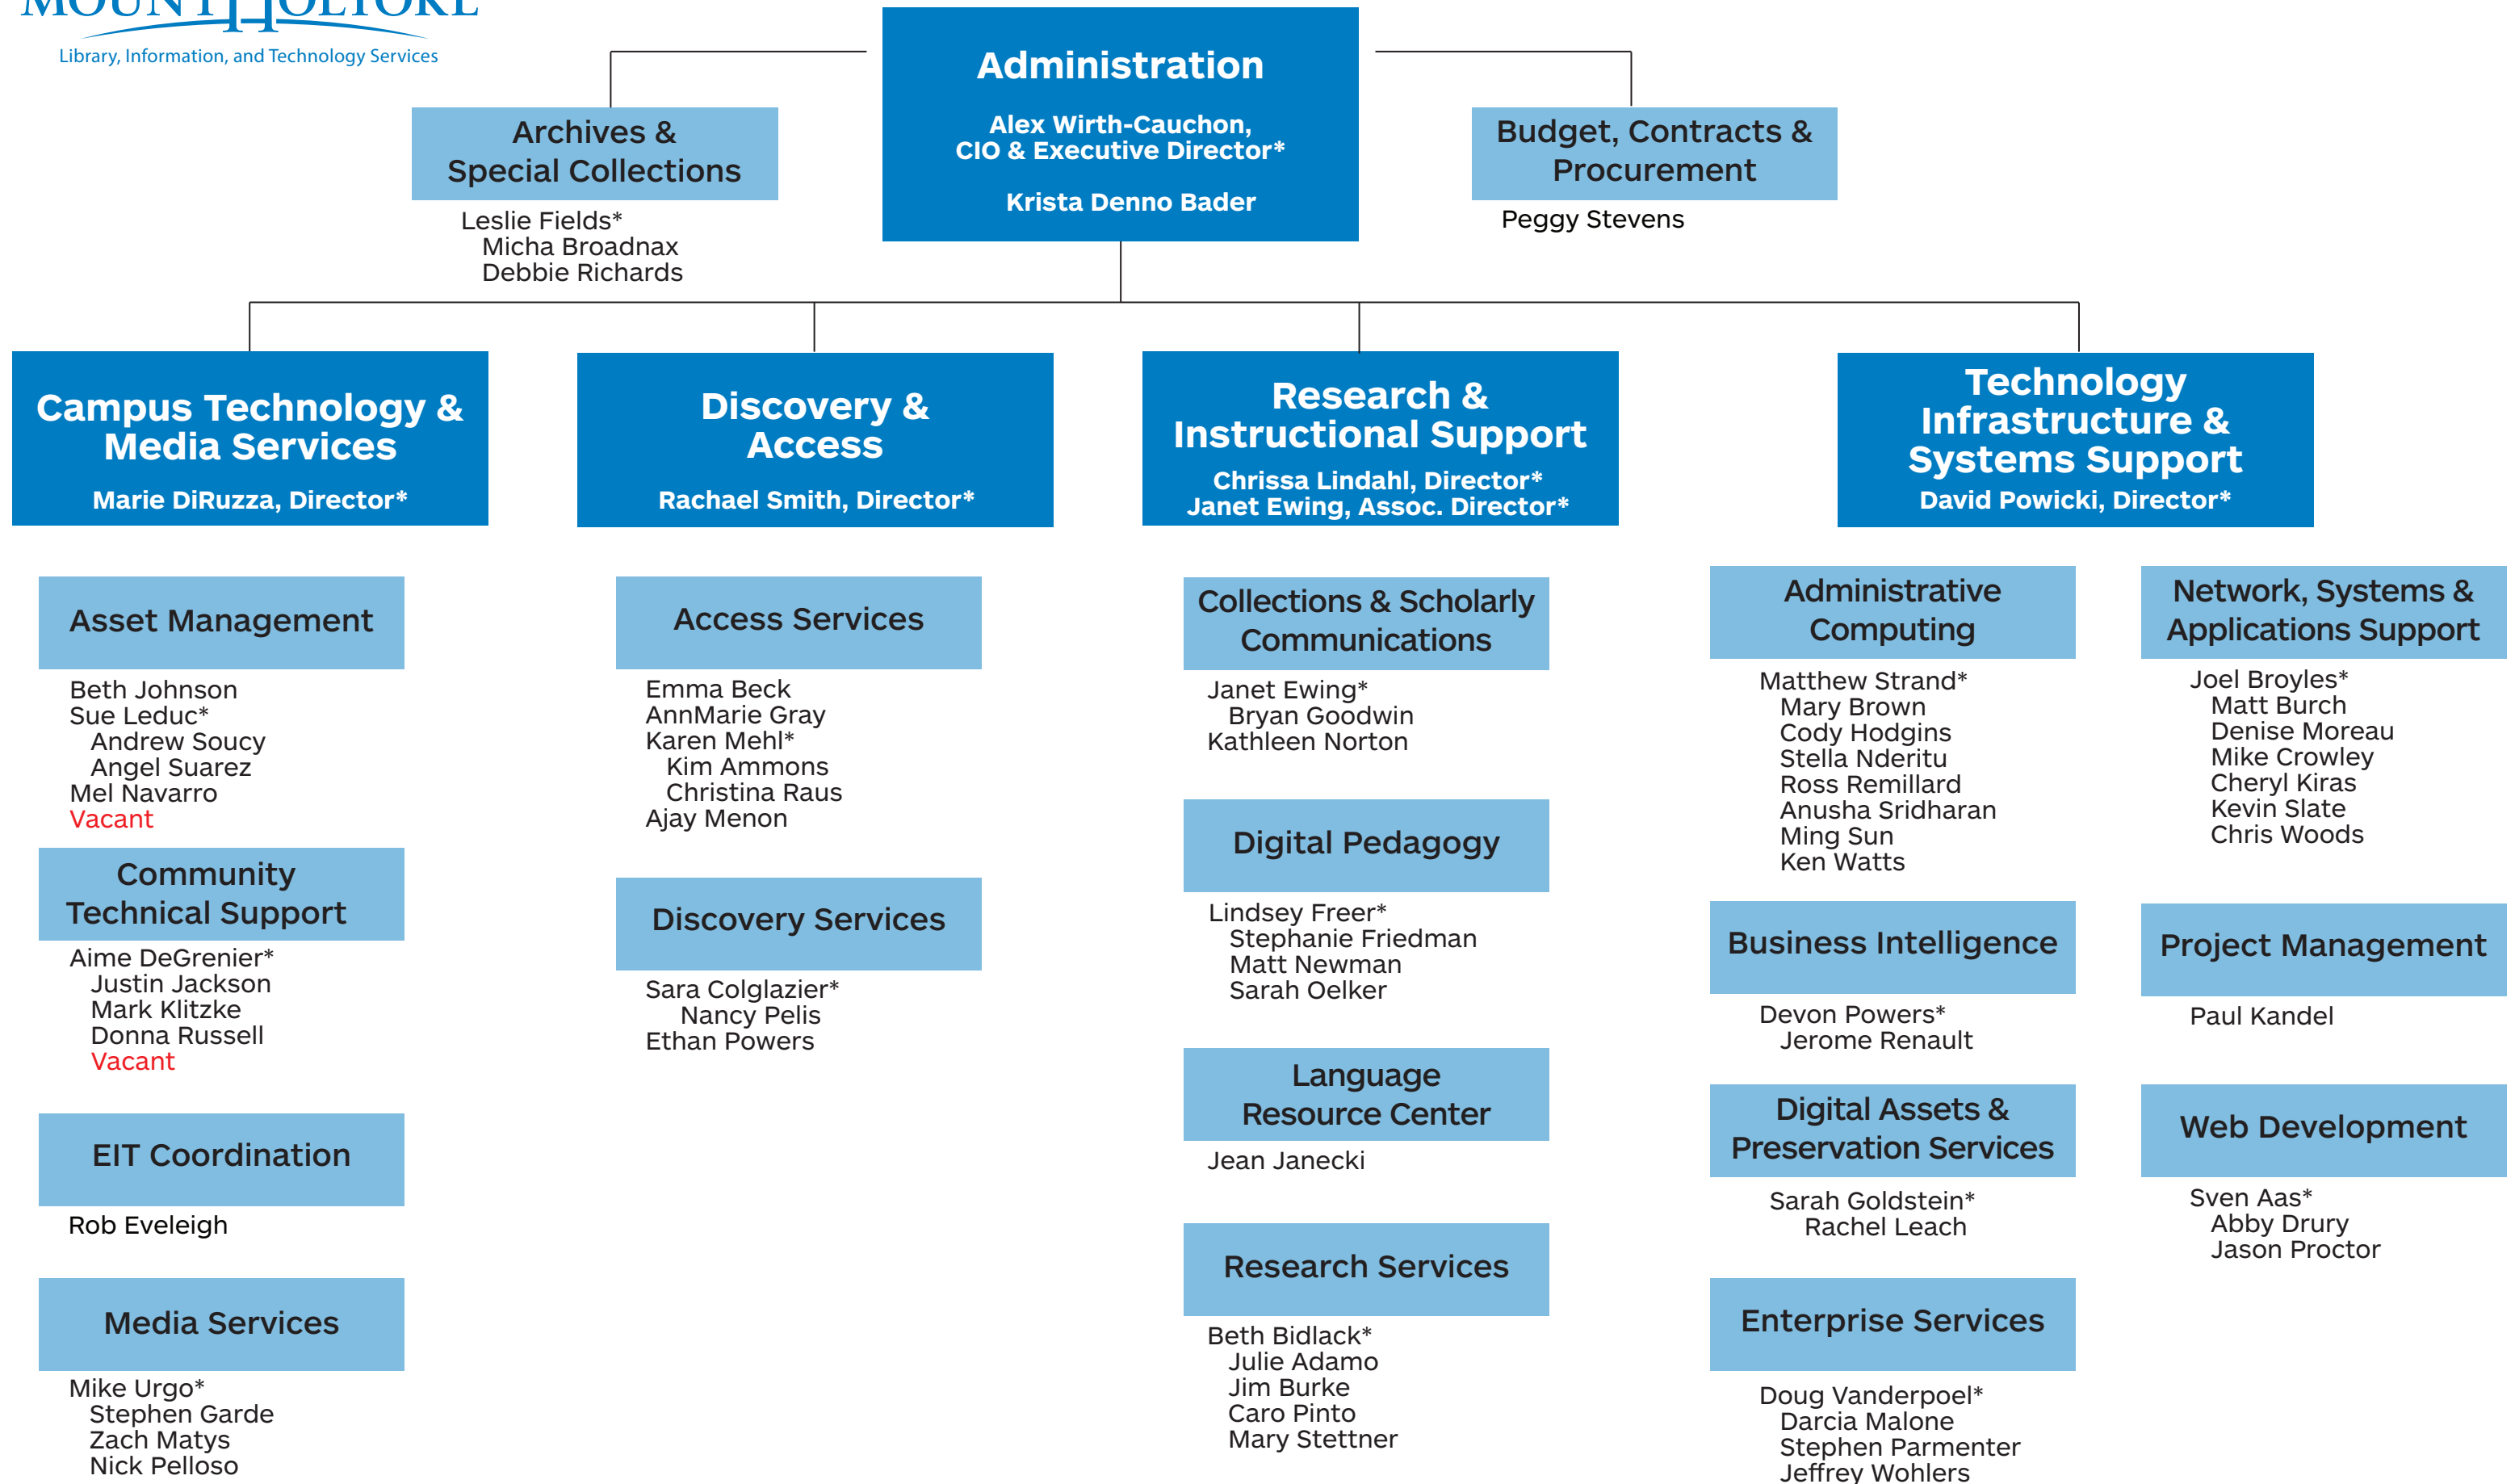 MOUNT HOLYOKE
Library, Information, and Technology Services
Administration
Alex Wirth-Cauchon,
CIO & Executive Director*
Krista Denno Bader
Archives &
Special Collections
Leslie Fields*
Micha Broadnax
Debbie Richards
Budget, Contracts &
Procurement
Peggy Stevens
Campus Technology &
Media Services
Marie DiRuzza, Director*
Asset Management
Beth Johnson
Sue Leduc*
Andrew Soucy
Angel Suarez
Mel Navarro
Vacant
Community
Technical Support
Aime DeGrenier*
Justin Jackson
Mark Klitzke
Donna Russell
Vacant
EIT Coordination
Rob Eveleigh
Media Services
Mike Urgo*
Stephen Garde
Zach Matys
Nick Pelloso
Discovery &
Access
Rachael Smith, Director*
Access Services
Emma Beck
AnnMarie Gray
Karen Mehl*
Kim Ammons
Christina Raus
Ajay Menon
Discovery Services
Sara Colglazier*
Nancy Pelis
Ethan Powers
Research &
Instructional Support
Chrissa Lindahl, Director*
Janet Ewing, Assoc. Director*
Collections & Scholarly
Communications
Janet Ewing*
Bryan Goodwin
Kathleen Norton
Digital Pedagogy
Lindsey Freer*
Stephanie Friedman
Matt Newman
Sarah Oelker
Language
Resource Center
Jean Janecki
Research Services
Beth Bidlack*
Julie Adamo
Jim Burke
Caro Pinto
Mary Stettner
Technology
Infrastructure &
Systems Support
David Powicki, Director*
Administrative
Computing
Matthew Strand*
Mary Brown
Cody Hodgins
Stella Nderitu
Ross Remillard
Anusha Sridharan
Ming Sun
Ken Watts
Business Intelligence
Devon Powers*
Jerome Renault
Digital Assets &
Preservation Services
Sarah Goldstein*
Rachel Leach
Enterprise Services
Doug Vanderpoel*
Darcia Malone
Stephen Parmenter
Jeffrey Wohlers
Network, Systems &
Applications Support
Joel Broyles*
Matt Burch
Denise Moreau
Mike Crowley
Cheryl Kiras
Kevin Slate
Chris Woods
Project Management
Paul Kandel
Web Development
Sven Aas*
Abby Drury
Jason Proctor